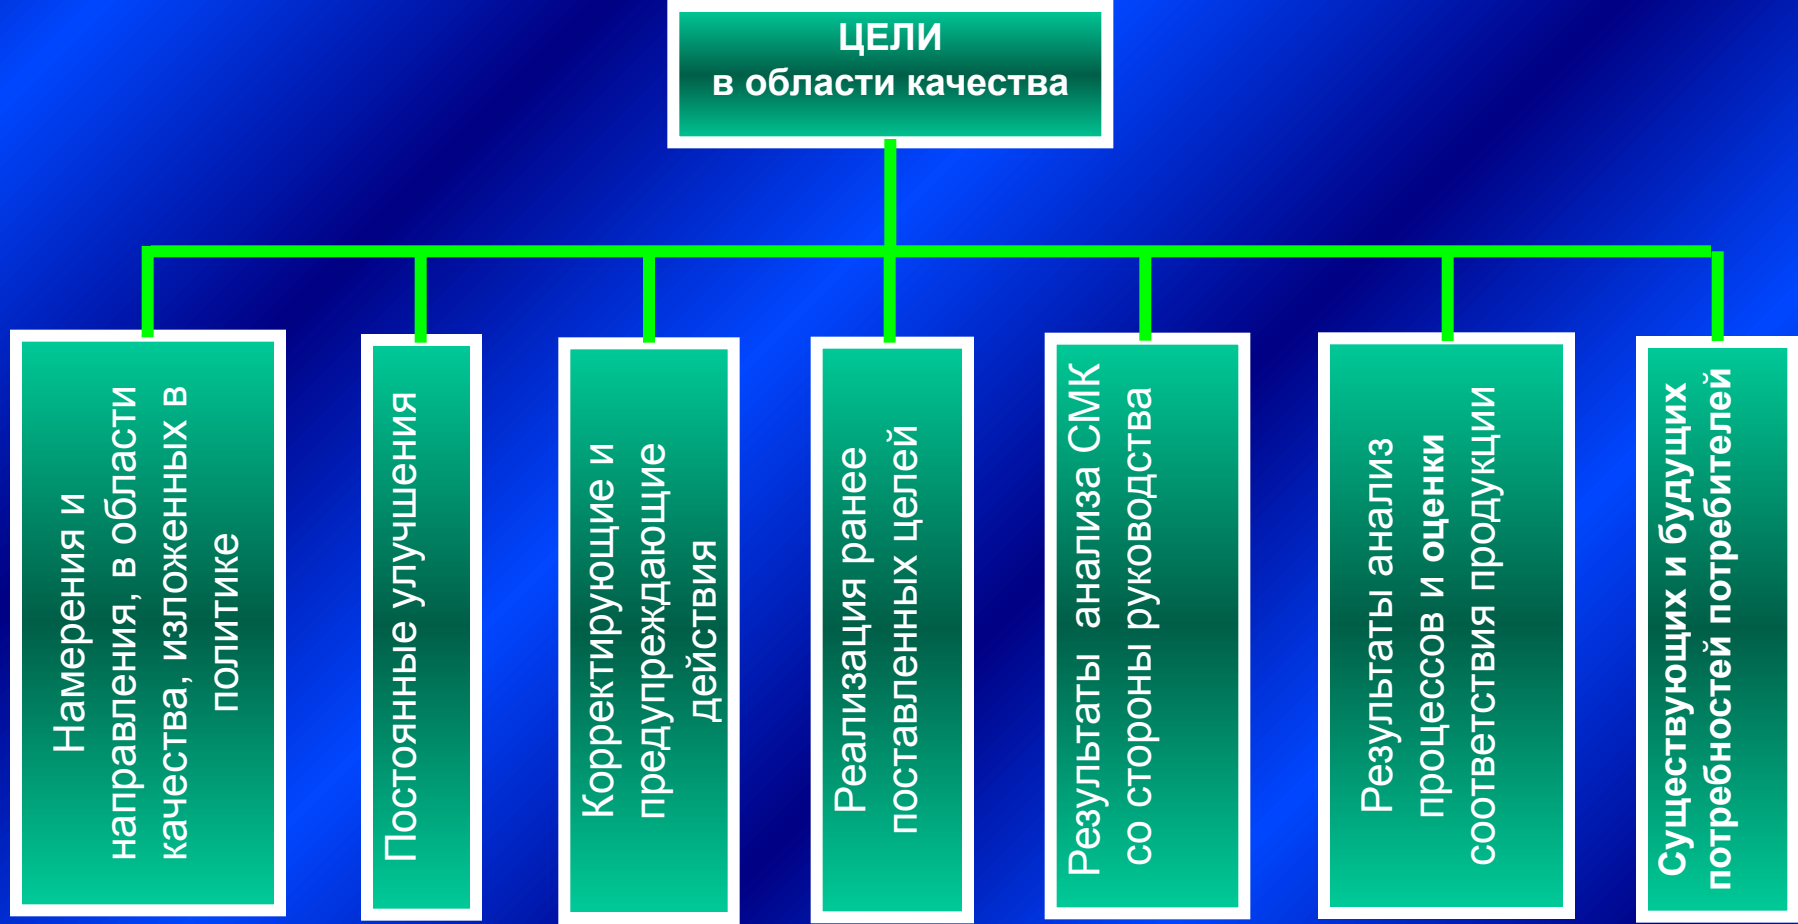 ЦЕЛИ
в области качества
Намерения и
направления, в области
качества, изложенных в
политике
Постоянные улучшения
Корректирующие и
предупреждающие
действия
Реализация ранее
поставленных целей
Результаты анализа СМК
со стороны руководства
Результаты анализ
процессов и оценки
соответствия продукции
Существующих и будущих
потребностей потребителей